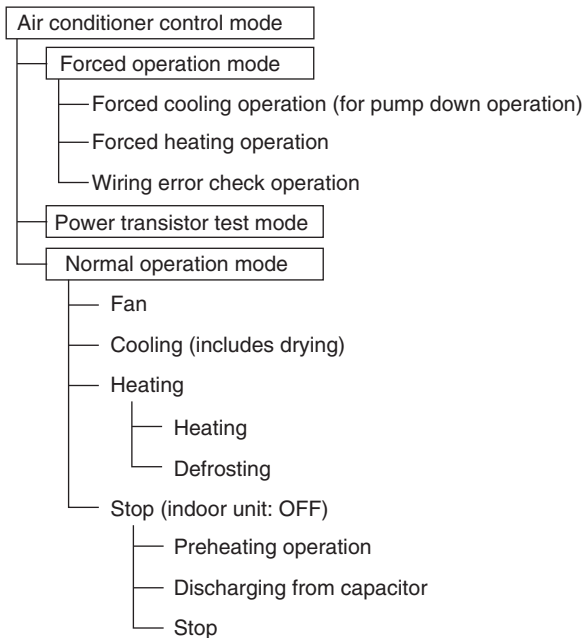 Air conditioner control mode
Forced operation mode
Forced cooling operation (for pump down operation)
Forced heating operation
Wiring error check operation
Power transistor test mode
Normal operation mode
Fan
Cooling (includes drying)
Heating
Heating
Defrosting
Stop (indoor unit: OFF)
Preheating operation
Discharging from capacitor
Stop